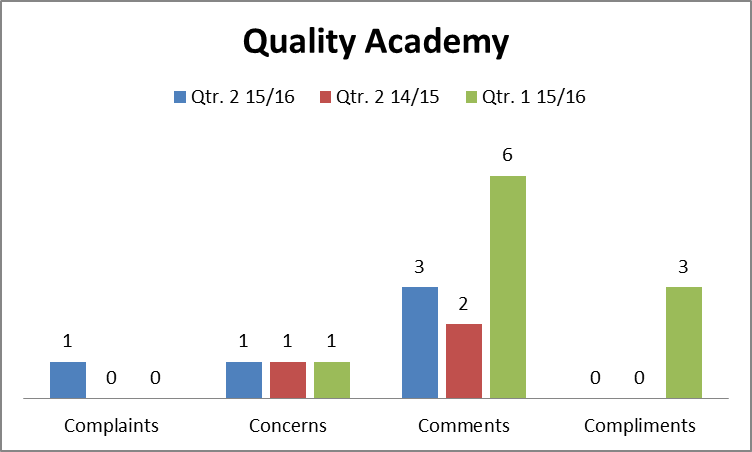 Quality Academy
Qtr. 2 15/16 Qtr. 2 14/15 Qtr. 1 15/16
6
3 3
2
1 1 1 1
0 0 0 0
Complaints Concerns Comments Compliments